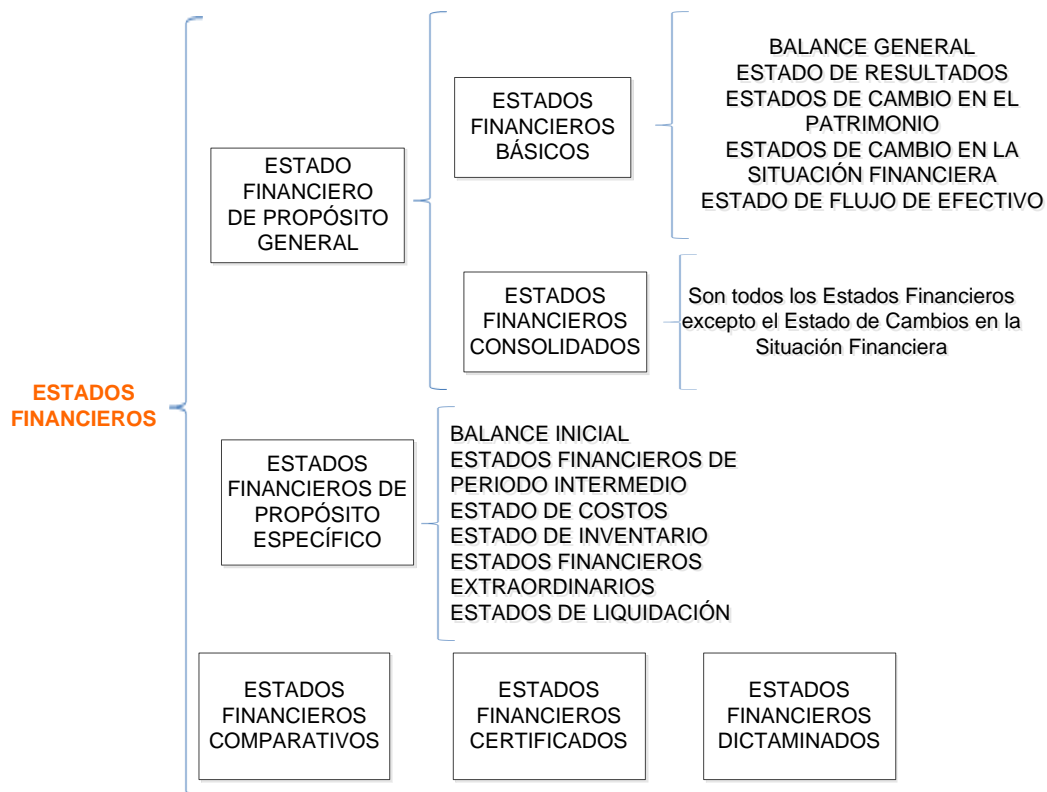 ESTADOS
FINANCIEROS
ESTADO
FINANCIERO
DE PROPÓSITO
GENERAL
ESTADOS
FINANCIEROS
BÁSICOS
BALANCE GENERAL
ESTADO DE RESULTADOS
ESTADOS DE CAMBIO EN EL
PATRIMONIO
ESTADOS DE CAMBIO EN LA
SITUACIÓN FINANCIERA
ESTADO DE FLUJO DE EFECTIVO
ESTADOS
FINANCIEROS
CONSOLIDADOS
Son todos los Estados Financieros
excepto el Estado de Cambios en la
Situación Financiera
ESTADOS
FINANCIEROS DE
PROPÓSITO
ESPECÍFICO
BALANCE INICIAL
ESTADOS FINANCIEROS DE
PERIODO INTERMEDIO
ESTADO DE COSTOS
ESTADO DE INVENTARIO
ESTADOS FINANCIEROS
EXTRAORDINARIOS
ESTADOS DE LIQUIDACIÓN
ESTADOS
FINANCIEROS
COMPARATIVOS
ESTADOS
FINANCIEROS
CERTIFICADOS
ESTADOS
FINANCIEROS
DICTAMINADOS